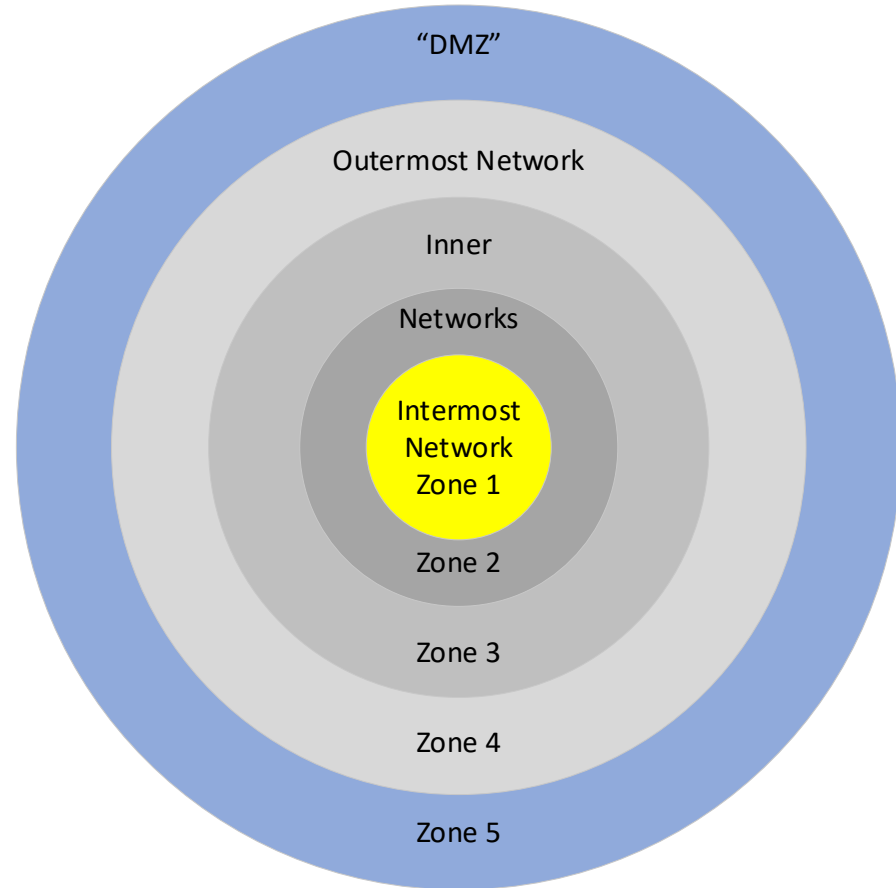 “DMZ”
Outermost Network
Inner
Networks
Intermost
Network
Zone 1
Zone 2
Zone 3
Zone 4
Zone 5